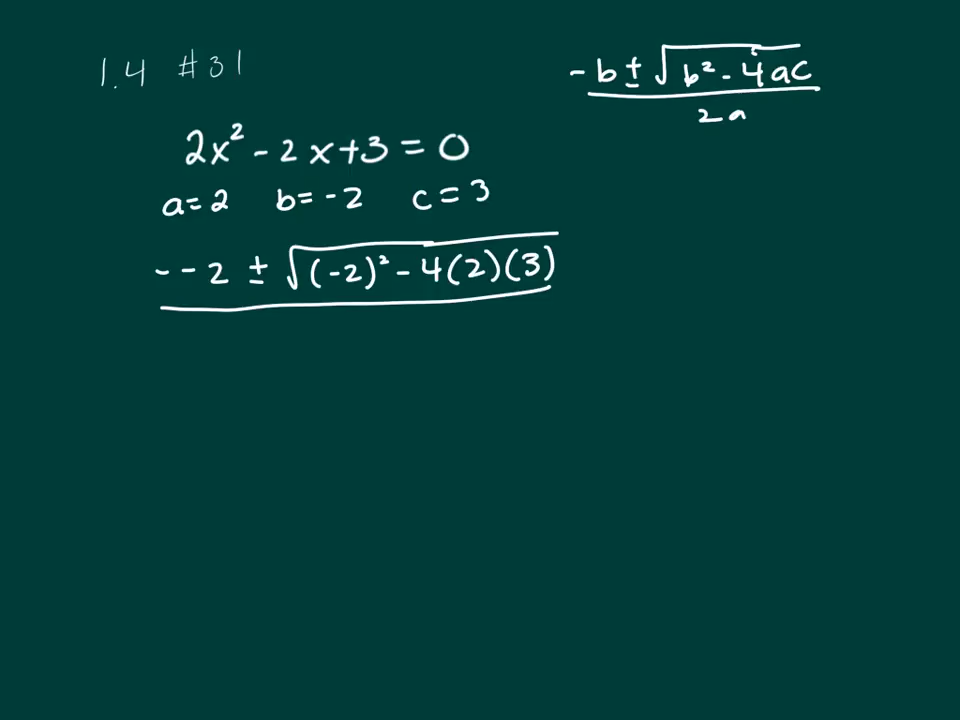 1.4 #31
-b ± √(b² - 4ac)
2a
2x² - 2x + 3 = 0
a = 2 b = -2 c = 3
- - 2 ± √((-2)² - 4(2)(3))